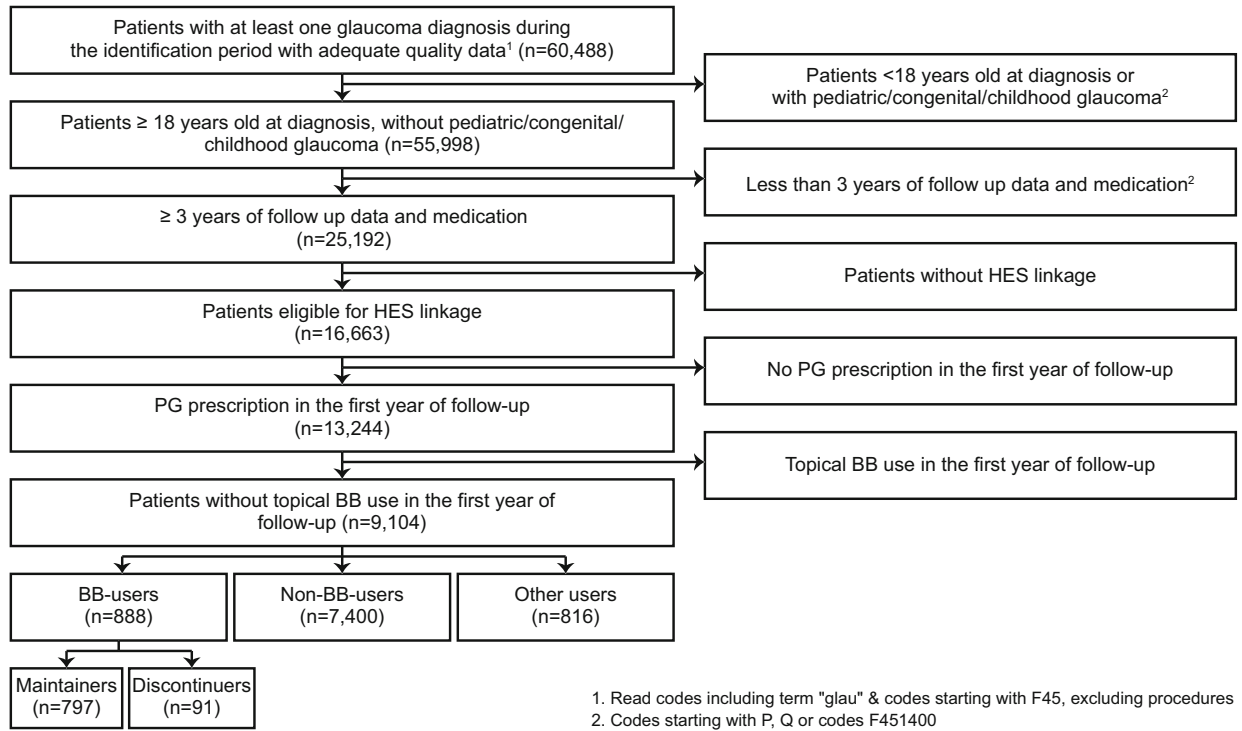 Patients with at least one glaucoma diagnosis during
the identification period with adequate quality data¹ (n=60,488)
Patients <18 years old at diagnosis or
with pediatric/congenital/childhood glaucoma²
Patients ≥ 18 years old at diagnosis, without pediatric/congenital/
childhood glaucoma (n=55,998)
Less than 3 years of follow up data and medication²
≥ 3 years of follow up data and medication
(n=25,192)
Patients without HES linkage
Patients eligible for HES linkage
(n=16,663)
No PG prescription in the first year of follow-up
PG prescription in the first year of follow-up
(n=13,244)
Topical BB use in the first year of follow-up
Patients without topical BB use in the first year of
follow-up (n=9,104)
BB-users
(n=888)
Non-BB-users
(n=7,400)
Other users
(n=816)
Maintainers
(n=797)
Discontinuers
(n=91)
1. Read codes including term "glau" & codes starting with F45, excluding procedures
2. Codes starting with P, Q or codes F451400